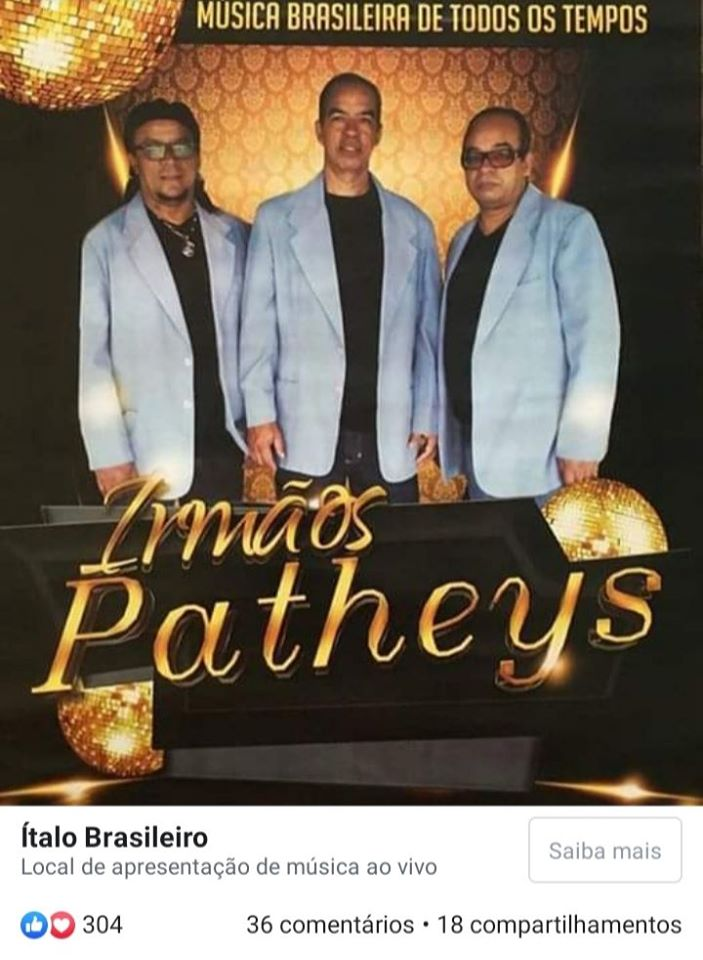 MÚSICA BRASILEIRA DE TODOS OS TEMPOS
Irmãos
Patheys
Ítalo Brasileiro
Local de apresentação de música ao vivo
Saiba mais
304
36 comentários • 18 compartilhamentos